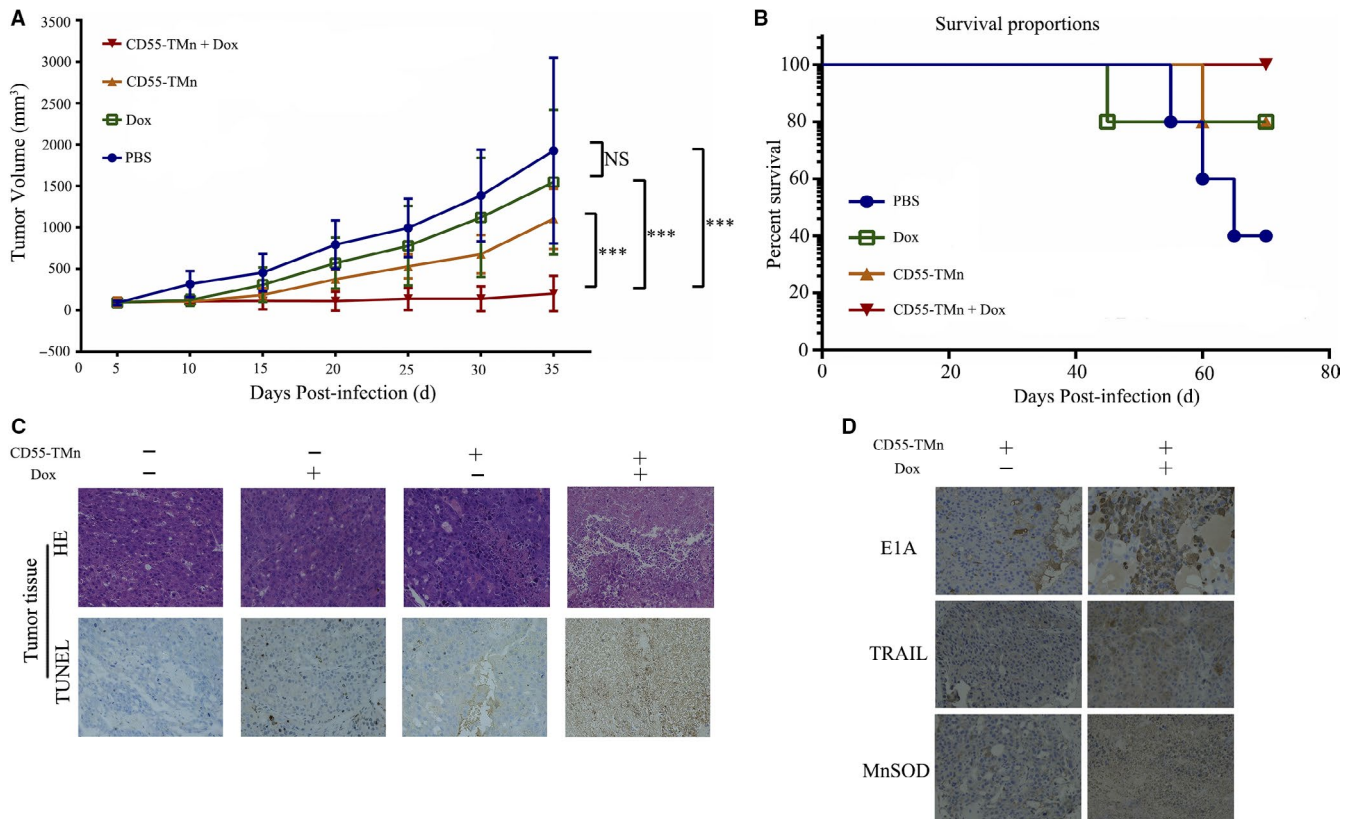 A
3500
3000
2500
2000
1500
1000
500
0
−500
Tumor Volume (mm³)
CD55-TMn + Dox
CD55-TMn
Dox
PBS
NS
***
***
***
5 10 15 20 25 30 35
Days Post-infection (d)
B
Survival proportions
100
80
60
40
20
0
Percent survival
PBS
Dox
CD55-TMn
CD55-TMn + Dox
0 20 40 60 80
Days Post-infection (d)
C
CD55-TMn − − + +
Dox − + − +
Tumor tissue
HE
TUNEL
D
CD55-TMn + +
Dox − +
E1A
TRAIL
MnSOD